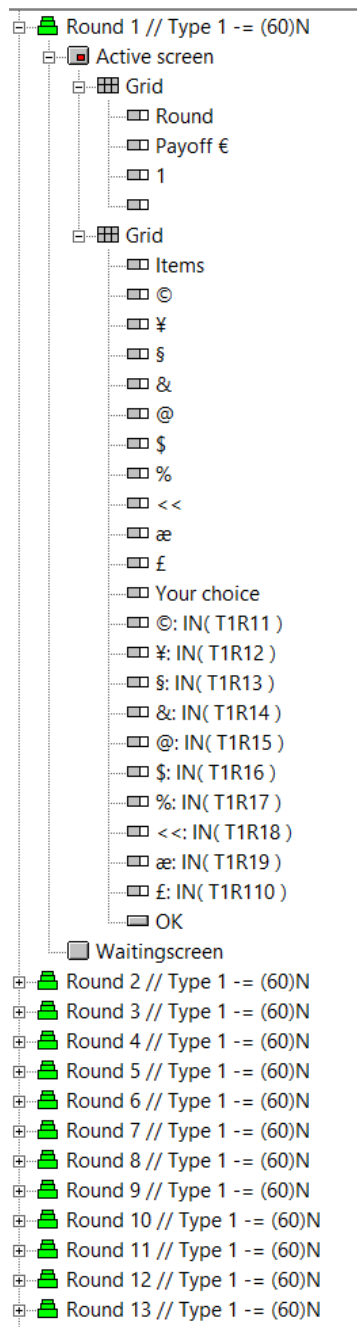 Round 1 // Type 1 -= (60)N
Active screen
Grid
Round
Payoff €
1
Grid
Items
©
¥
§
&
@
$
%
<<
æ
£
Your choice
©: IN( T1R11 )
¥: IN( T1R12 )
§: IN( T1R13 )
&: IN( T1R14 )
@: IN( T1R15 )
$: IN( T1R16 )
%: IN( T1R17 )
<<: IN( T1R18 )
æ: IN( T1R19 )
£: IN( T1R110 )
OK
Waitingscreen
Round 2 // Type 1 -= (60)N
Round 3 // Type 1 -= (60)N
Round 4 // Type 1 -= (60)N
Round 5 // Type 1 -= (60)N
Round 6 // Type 1 -= (60)N
Round 7 // Type 1 -= (60)N
Round 8 // Type 1 -= (60)N
Round 9 // Type 1 -= (60)N
Round 10 // Type 1 -= (60)N
Round 11 // Type 1 -= (60)N
Round 12 // Type 1 -= (60)N
Round 13 // Type 1 -= (60)N